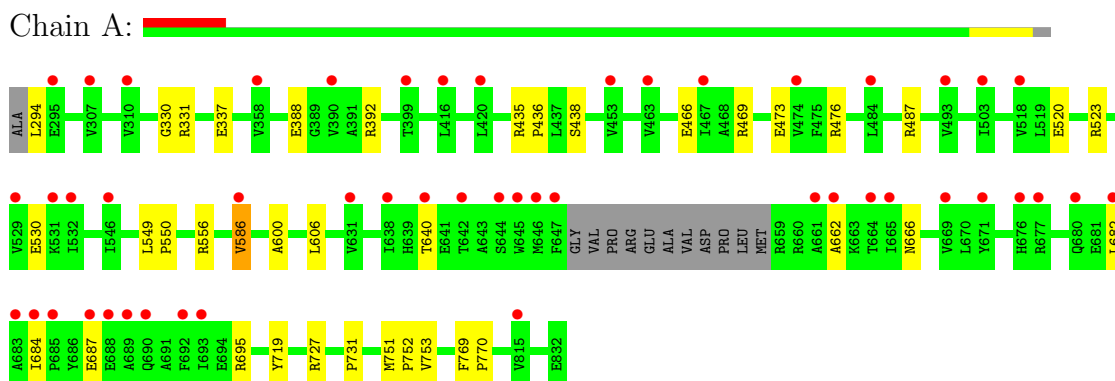 Chain A:
ALA L294 E295 V307 V310 G330 R331 E337 V358 E388 G389 V390 A391 R392 T399 L416 L420 R435 P436 L437 S438 V453 V463 E466 I467 A468 R469 E473 V474 F475 R476 L484 R487 V493 I503 V518 L519 E520 R523
V529 E530 K531 I532 I546 L549 P550 R556 V586 A600 L606 V631 I638 H639 T640 E641 T642 A643 S644 W645 M646 F647 GLY VAL PRO ARG GLU ALA VAL ASP PRO LEU MET R659 R660 A661 A662 K663 T664 I665 N666 V669 L670 Y671 H676 R677 Q680 E681
A683 I684 P685 Y686 E687 E688 A689 Q690 A691 F692 I693 E694 R695 Y719 R727 P731 M751 P752 V753 F769 P770 V815 E832